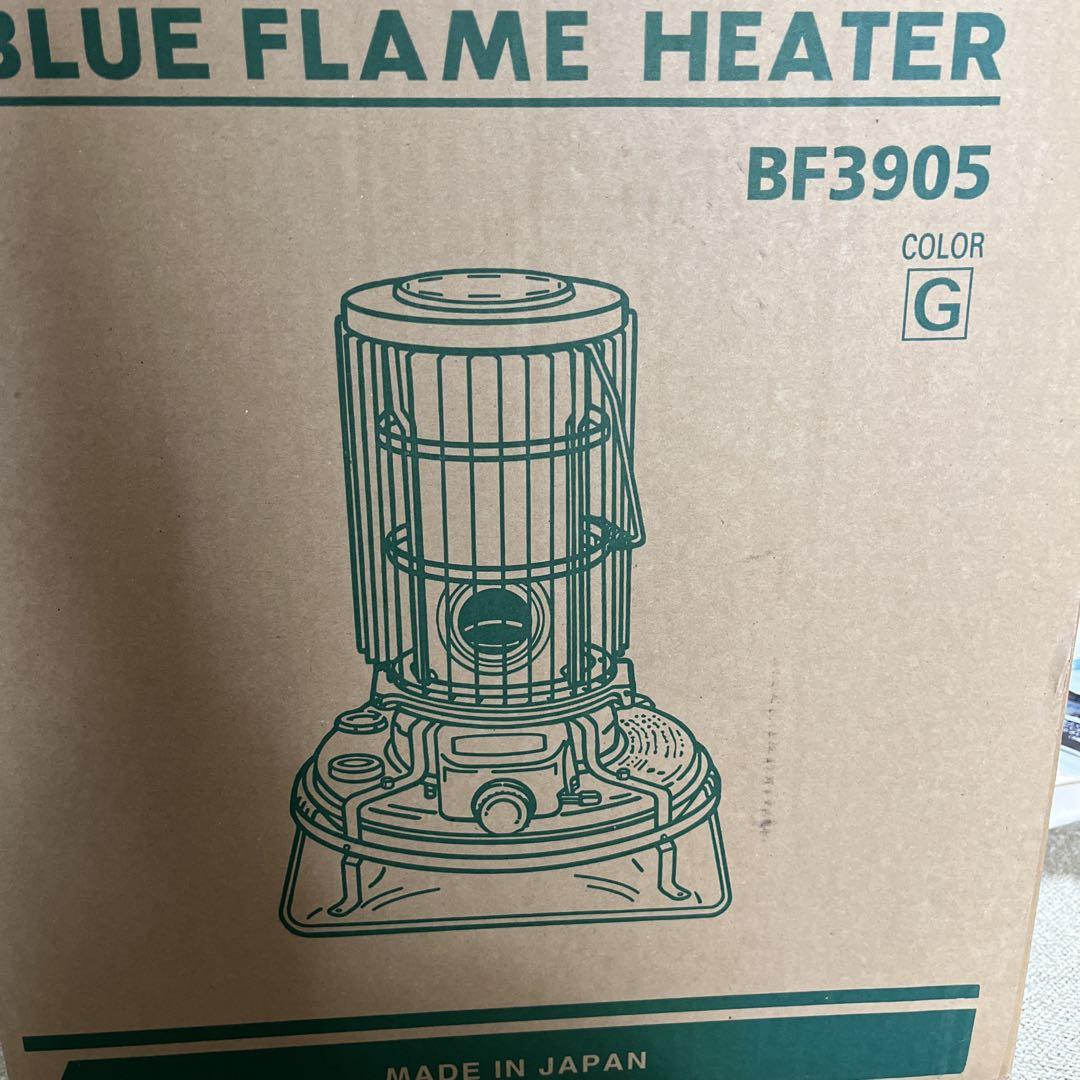 BLUE FLAME HEATER
BF3905
COLOR
G
MADE IN JAPAN